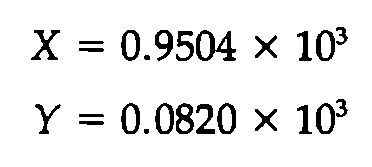 X = 0.9504 × 10³
Y = 0.0820 × 10³